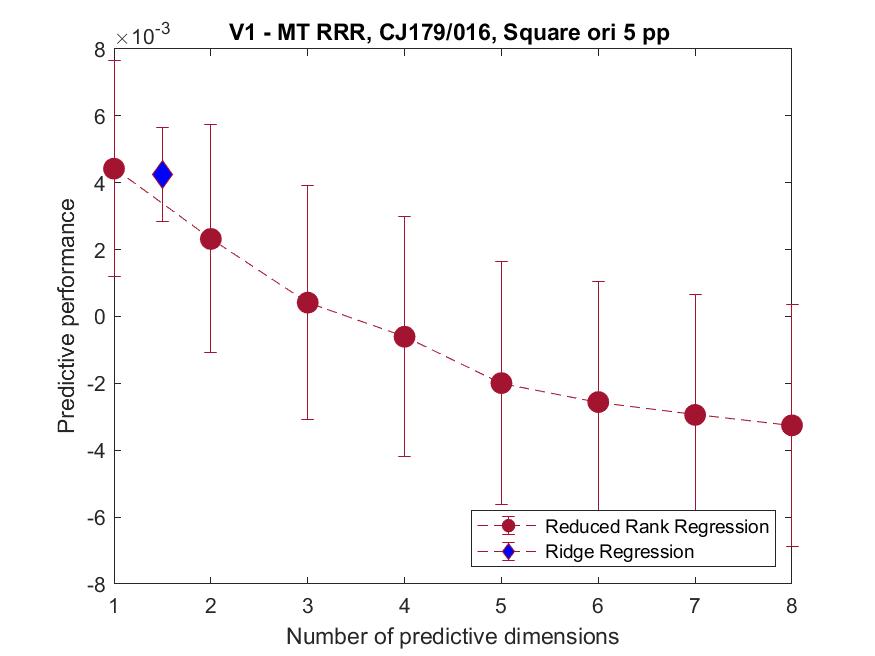 V1 - MT RRR, CJ179/016, Square ori 5 pp
×10-3
8
6
4
2
0
-2
-4
-6
-8
Predictive performance
1 2 3 4 5 6 7 8
Number of predictive dimensions
Reduced Rank Regression
Ridge Regression